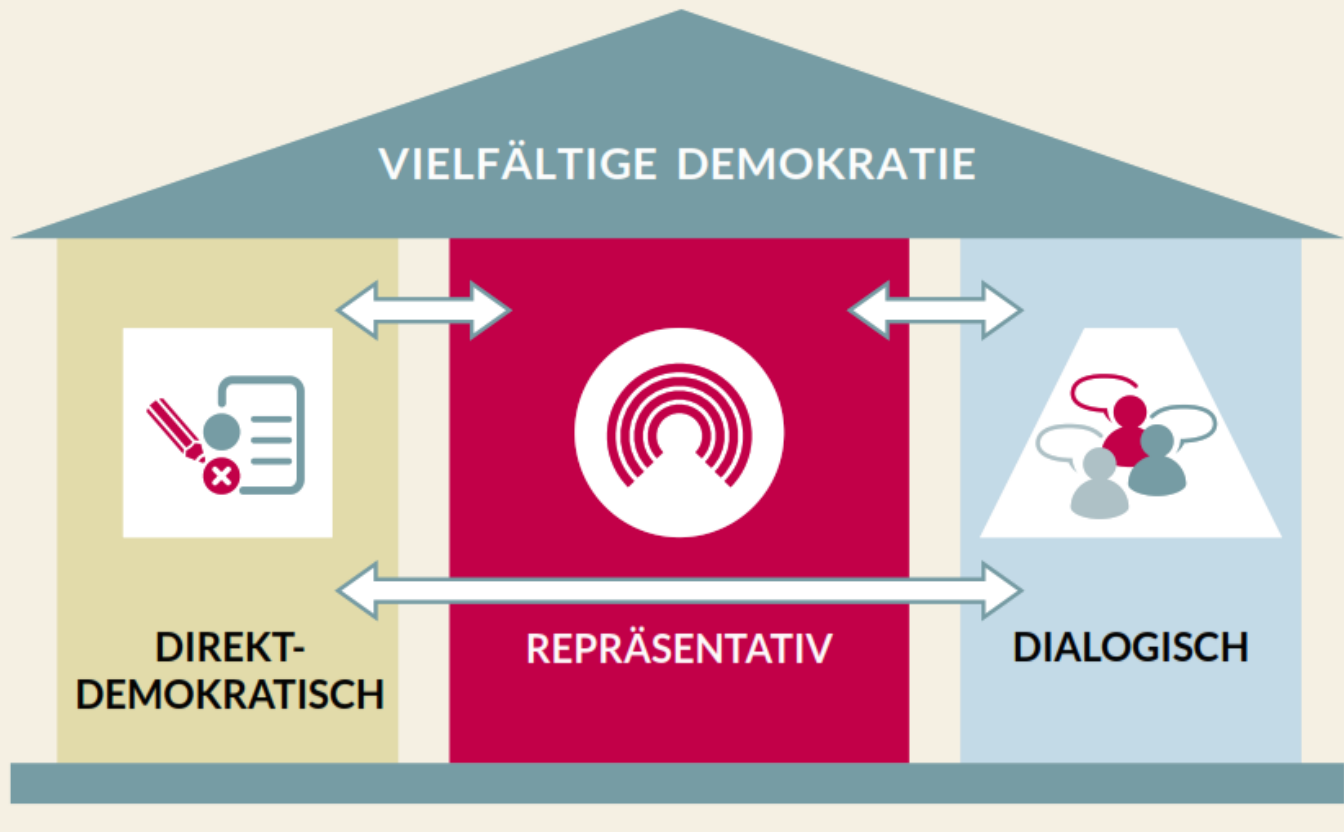 VIELFÄLTIGE DEMOKRATIE
DIREKT-
DEMOKRATISCH
REPRÄSENTATIV
DIALOGISCH